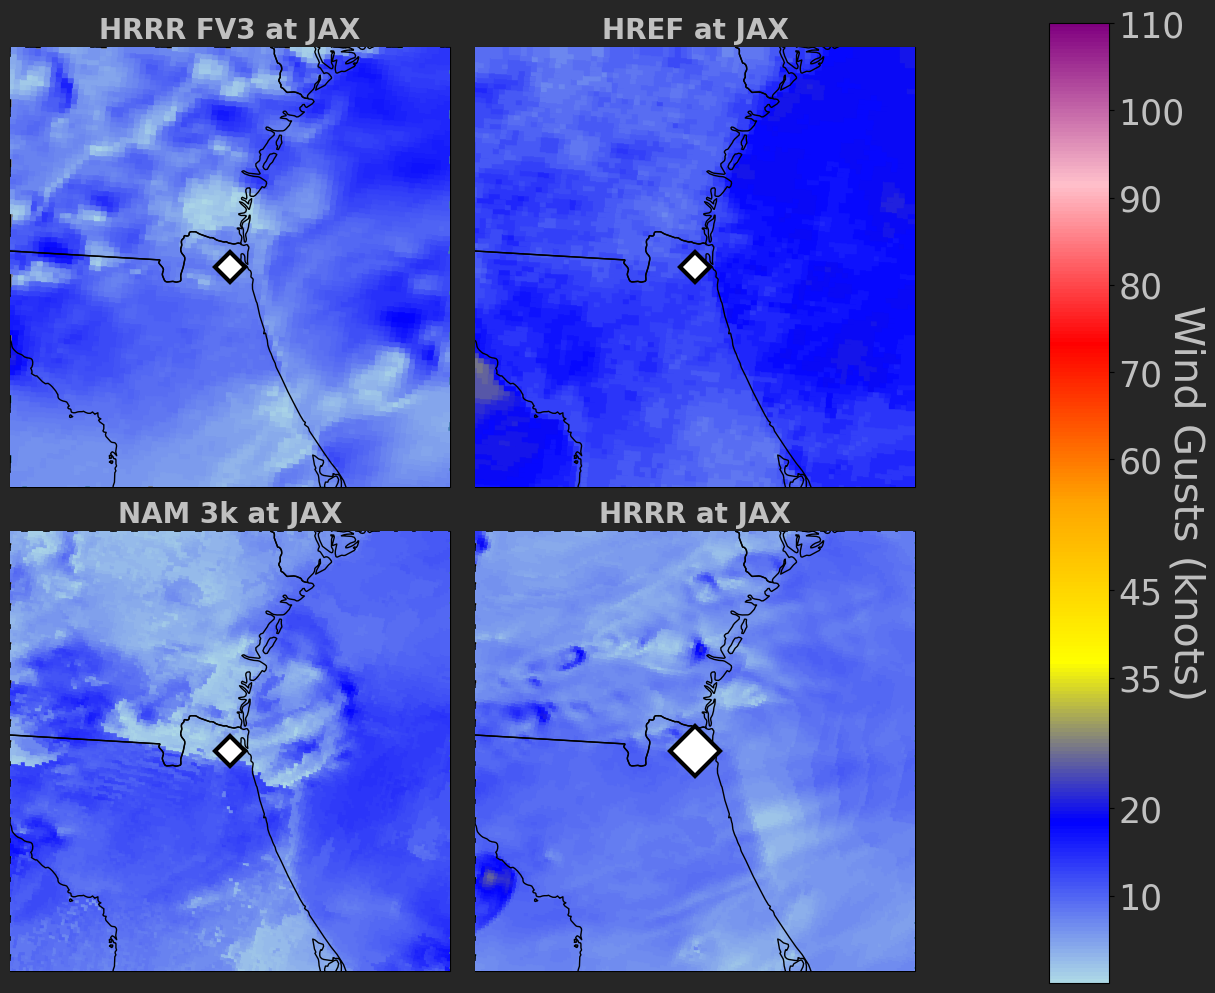 HRRR FV3 at JAX
HREF at JAX
NAM 3k at JAX
HRRR at JAX
110
100
90
80
70
60
45
35
20
10
Wind Gusts (knots)